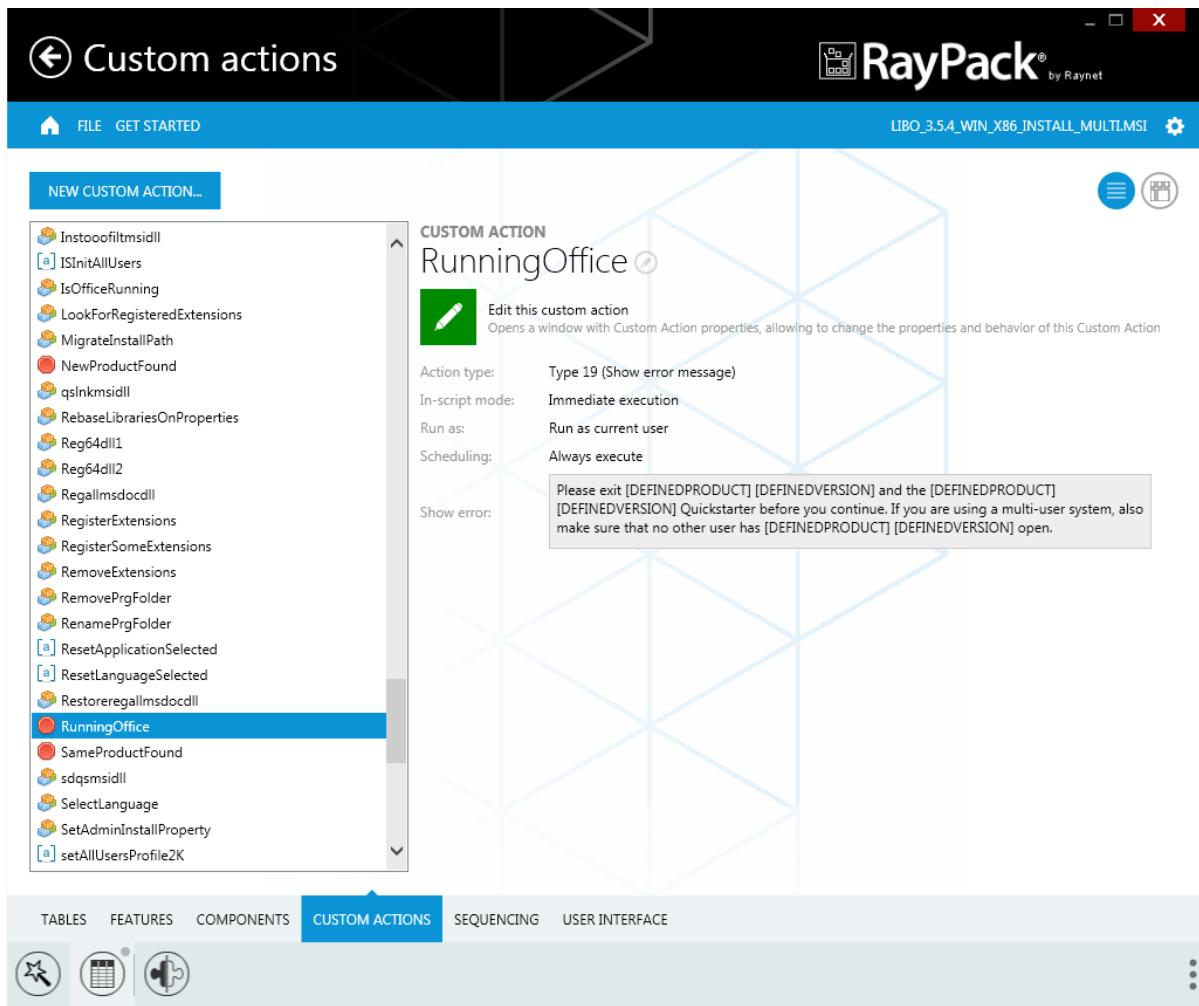 Custom actions
RayPack® by Raynet
FILE GET STARTED
LIBO_3.5.4_WIN_X86_INSTALL_MULTI.MSI
NEW CUSTOM ACTION...
Instooofiltmsidll
[a] ISInitAllUsers
IsOfficeRunning
LookForRegisteredExtensions
MigrateInstallPath
NewProductFound
qslnkmsidll
RebaseLibrariesOnProperties
Reg64dll1
Reg64dll2
Regallmsdocdll
RegisterExtensions
RegisterSomeExtensions
RemoveExtensions
RemovePrgFolder
RenamePrgFolder
[a] ResetApplicationSelected
[a] ResetLanguageSelected
Restoreregallmsdocdll
RunningOffice
SameProductFound
sdqsmsidll
SelectLanguage
SetAdminInstallProperty
[a] setAllUsersProfile2K
CUSTOM ACTION
RunningOffice
Edit this custom action
Opens a window with Custom Action properties, allowing to change the properties and behavior of this Custom Action
Action type: Type 19 (Show error message)
In-script mode: Immediate execution
Run as: Run as current user
Scheduling: Always execute
Show error:
Please exit [DEFINEDPRODUCT] [DEFINEDVERSION] and the [DEFINEDPRODUCT]
[DEFINEDVERSION] Quickstarter before you continue. If you are using a multi-user system, also
make sure that no other user has [DEFINEDPRODUCT] [DEFINEDVERSION] open.
TABLES FEATURES COMPONENTS CUSTOM ACTIONS SEQUENCING USER INTERFACE